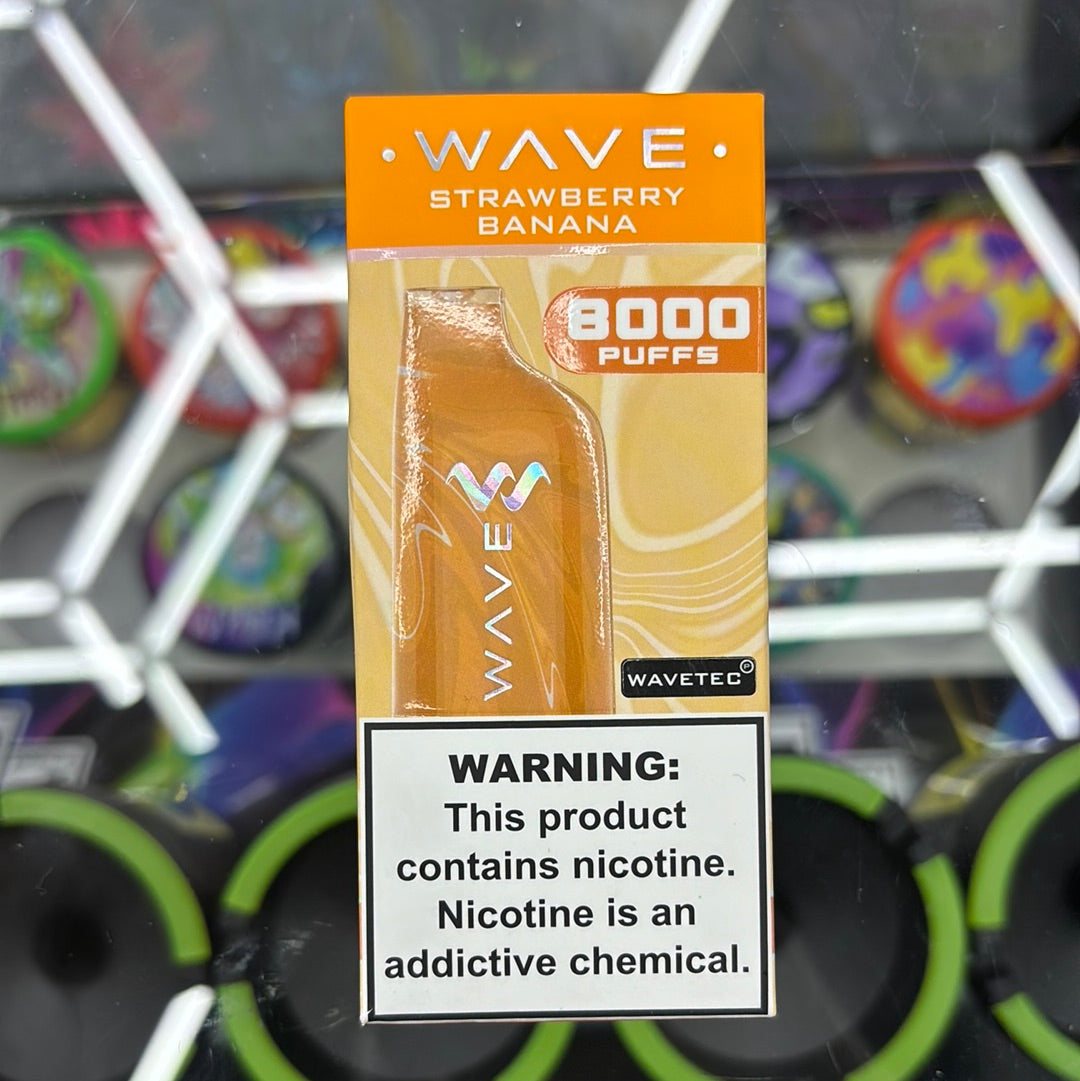 WAVE
STRAWBERRY
BANANA
8000
PUFFS
WAVE
WAVETEC
P
WARNING:
This product
contains nicotine.
Nicotine is an
addictive chemical.